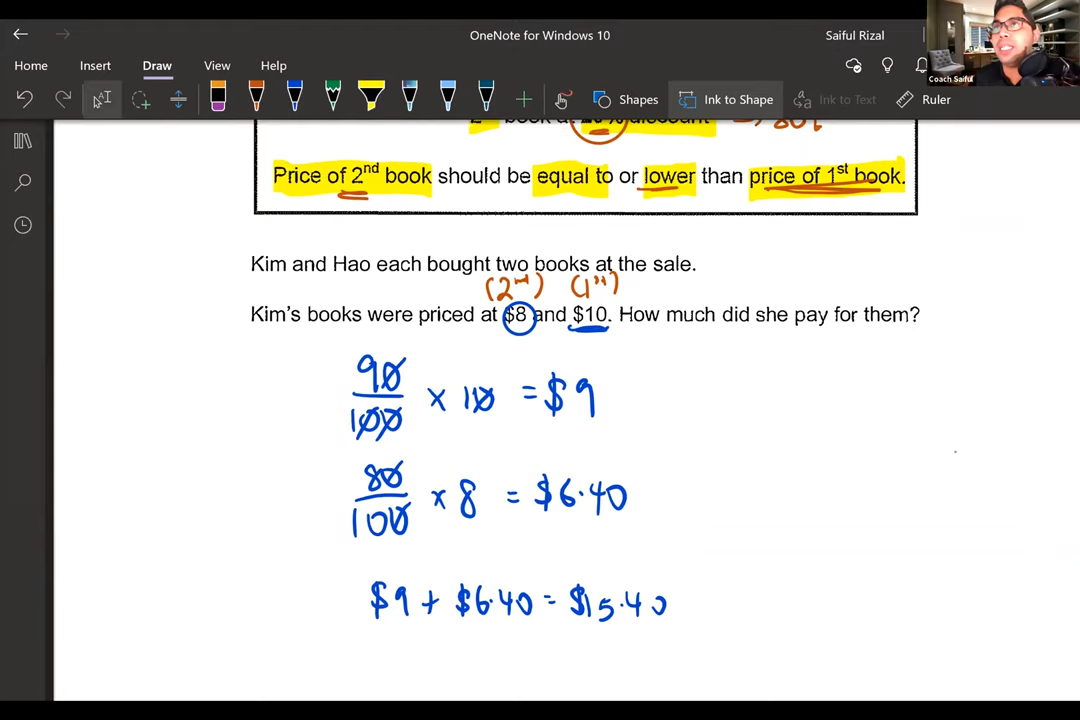 OneNote for Windows 10
Saiful Rizal
Home Insert Draw View Help
Coach Saiful
Shapes Ink to Shape Ink to Text Ruler
book at discount → 80%
Price of 2nd book should be equal to or lower than price of 1st book.
Kim and Hao each bought two books at the sale.
(2nd) (1st)
Kim's books were priced at $8 and $10. How much did she pay for them?
90/100 × 10 = $9
80/100 × 8 = $6.40
$9 + $6.40 = $15.40